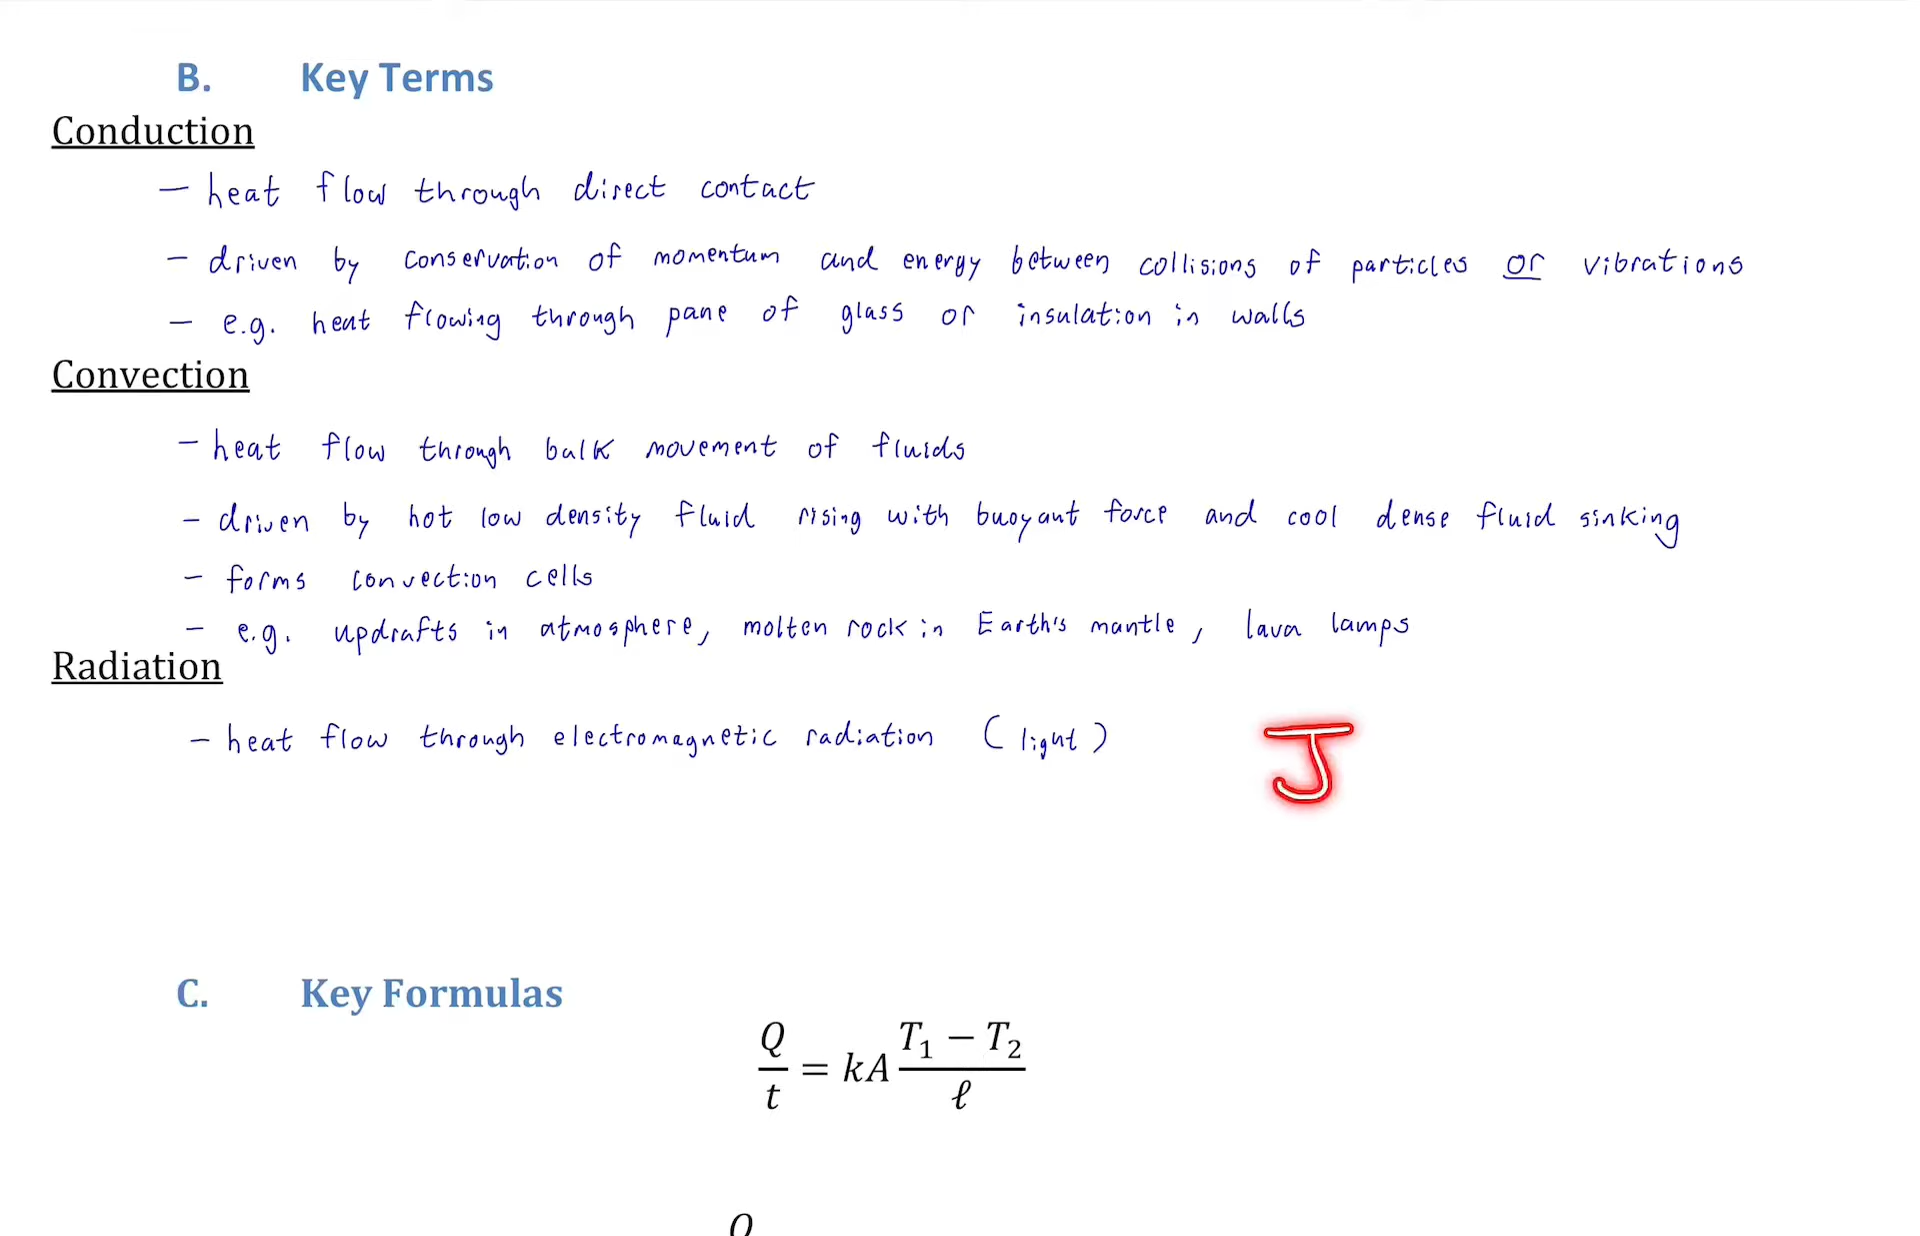 B. Key Terms
Conduction
– heat flow through direct contact
– driven by conservation of momentum and energy between collisions of particles or vibrations
– e.g. heat flowing through pane of glass or insulation in walls
Convection
– heat flow through bulk movement of fluids
– driven by hot low density fluid rising with buoyant force and cool dense fluid sinking
– forms convection cells
– e.g. updrafts in atmosphere, molten rock in Earth's mantle, lava lamps
Radiation
– heat flow through electromagnetic radiation (light) J
C. Key Formulas
Q/t = kA (T₁ − T₂)/ℓ
Q